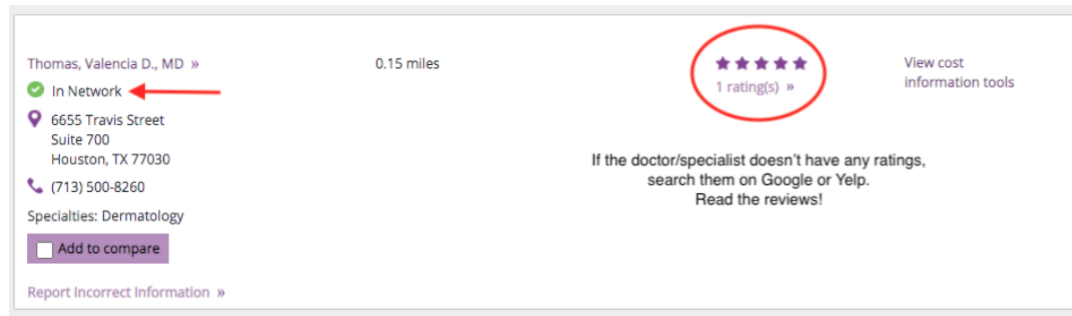 Thomas, Valencia D., MD »
0.15 miles
1 rating(s) »
View cost
information tools
In Network
6655 Travis Street
Suite 700
Houston, TX 77030
(713) 500-8260
Specialties: Dermatology
Add to compare
Report Incorrect Information »
If the doctor/specialist doesn't have any ratings,
search them on Google or Yelp.
Read the reviews!